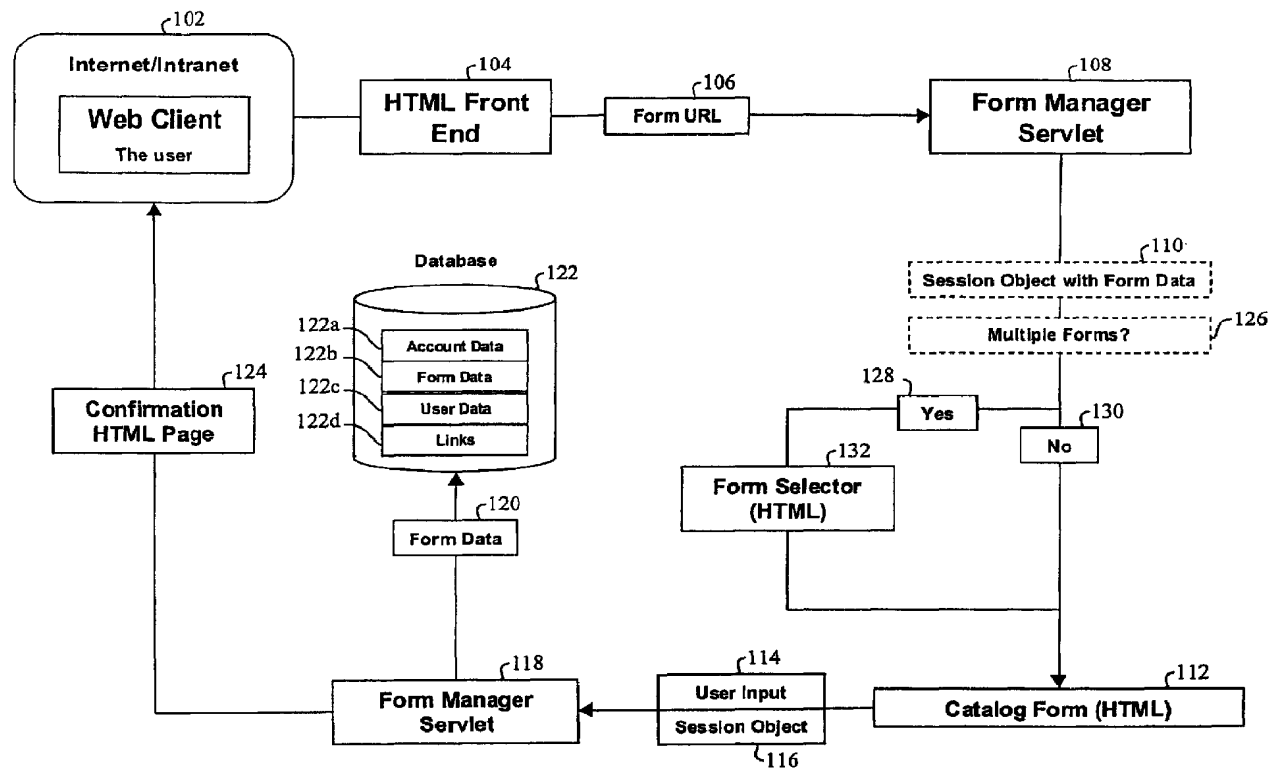 102
Internet/Intranet
Web Client
The user
104
HTML Front
End
106
Form URL
108
Form Manager
Servlet
110
Session Object with Form Data
126
Multiple Forms?
128
Yes
130
No
132
Form Selector
(HTML)
Database
122
122a
Account Data
122b
Form Data
122c
User Data
122d
Links
124
Confirmation
HTML Page
120
Form Data
118
Form Manager
Servlet
114
User Input
Session Object
116
112
Catalog Form (HTML)